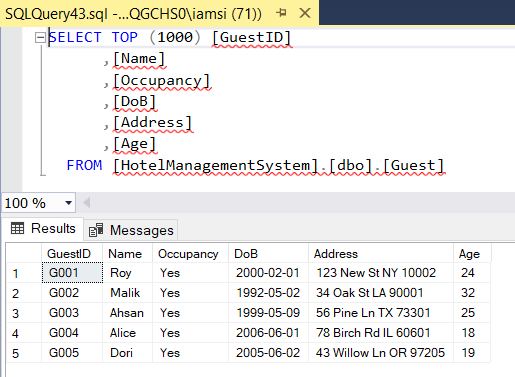 SQLQuery43.sql -...QGCHS0\iamsi (71))
SELECT TOP (1000) [GuestID]
,[Name]
,[Occupancy]
,[DoB]
,[Address]
,[Age]
FROM [HotelManagementSystem].[dbo].[Guest]
100 %
Results Messages
GuestID Name Occupancy DoB Address Age
1 G001 Roy Yes 2000-02-01 123 New St NY 10002 24
2 G002 Malik Yes 1992-05-02 34 Oak St LA 90001 32
3 G003 Ahsan Yes 1999-05-09 56 Pine Ln TX 73301 25
4 G004 Alice Yes 2006-06-01 78 Birch Rd IL 60601 18
5 G005 Dori Yes 2005-06-02 43 Willow Ln OR 97205 19